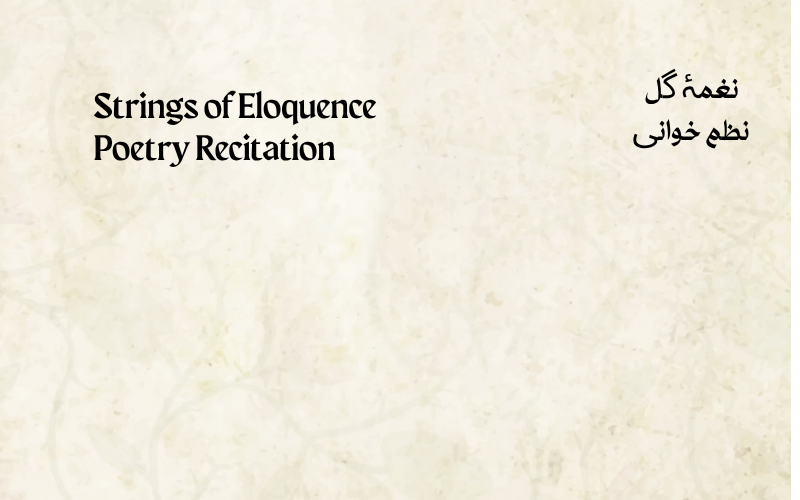 Strings of Eloquence
Poetry Recitation
نغمۂ گل
نظم خوانی